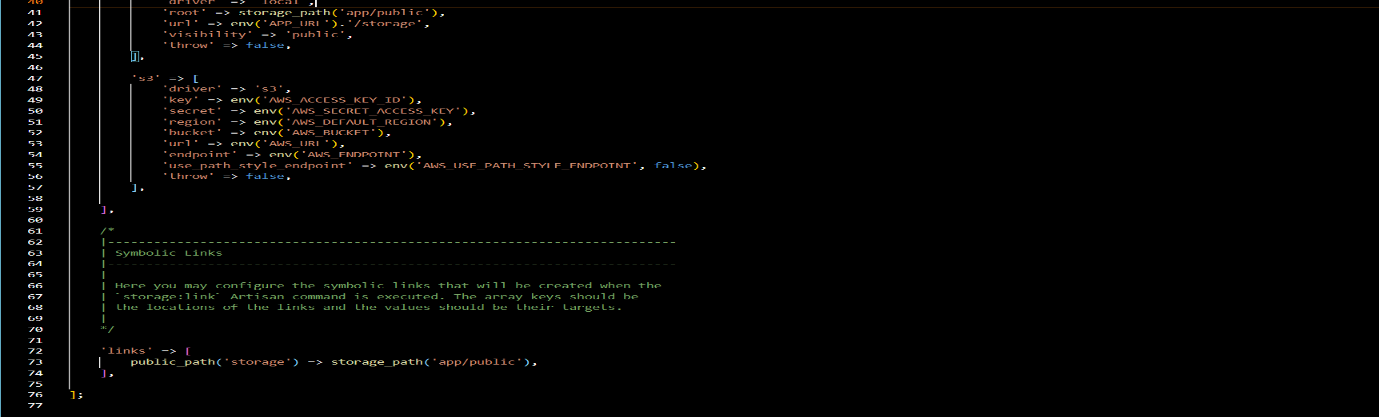 40 'driver' => 'local',
41 'root' => storage_path('app/public'),
42 'url' => env('APP_URL').'/storage',
43 'visibility' => 'public',
44 'throw' => false,
45 ],
46
47 's3' => [
48 'driver' => 's3',
49 'key' => env('AWS_ACCESS_KEY_ID'),
50 'secret' => env('AWS_SECRET_ACCESS_KEY'),
51 'region' => env('AWS_DEFAULT_REGION'),
52 'bucket' => env('AWS_BUCKET'),
53 'url' => env('AWS_URL'),
54 'endpoint' => env('AWS_ENDPOINT'),
55 'use_path_style_endpoint' => env('AWS_USE_PATH_STYLE_ENDPOINT', false),
56 'throw' => false,
57 ],
58
59 ],
60
61 /*
62 |--------------------------------------------------------------------------
63 | Symbolic Links
64 |--------------------------------------------------------------------------
65 |
66 | Here you may configure the symbolic links that will be created when the
67 | `storage:link` Artisan command is executed. The array keys should be
68 | the locations of the links and the values should be their targets.
69 |
70 */
71
72 'links' => [
73 public_path('storage') => storage_path('app/public'),
74 ],
75
76 ];
77